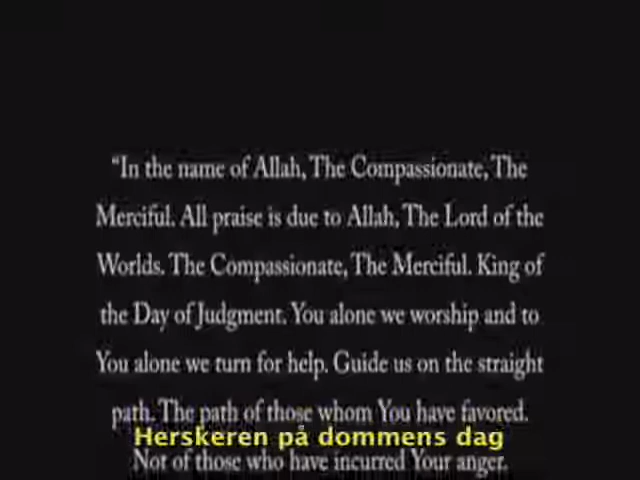 “In the name of Allah, The Compassionate, The
Merciful. All praise is due to Allah, The Lord of the
Worlds. The Compassionate, The Merciful. King of
the Day of Judgment. You alone we worship and to
You alone we turn for help. Guide us on the straight
path. The path of those whom You have favored.
Herskeren på dommens dag
Not of those who have incurred Your anger.